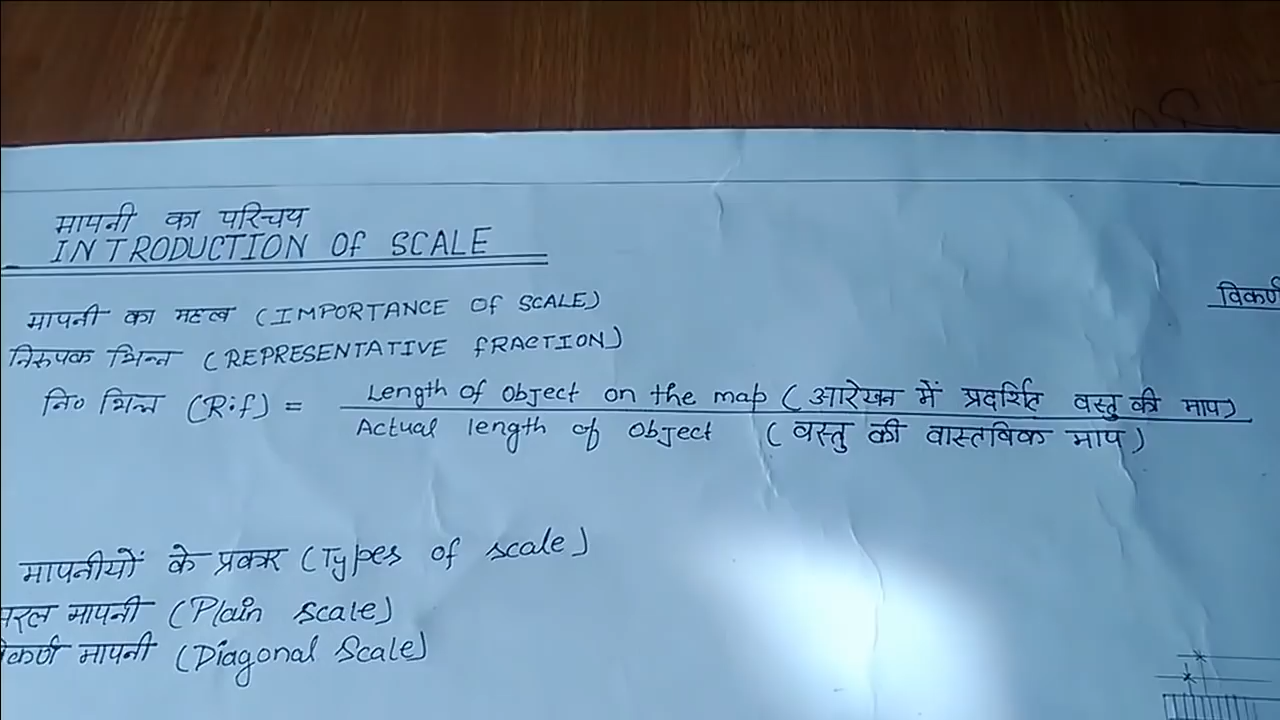 मापनी का परिचय
INTRODUCTION Of SCALE
मापनी का महत्व (IMPORTANCE Of SCALE)
निरुपक भिन्न (REPRESENTATIVE fRACTION)
नि० भिन्न (R.f) = Length of object on the map (आरेखन में प्रदर्शित वस्तु की माप)
Actual length of object (वस्तु की वास्तविक माप)
मापनीयों के प्रकार (Types of scale)
मापनी (Plain scale)
मापनी (Diagonal Scale)
विकर्ण